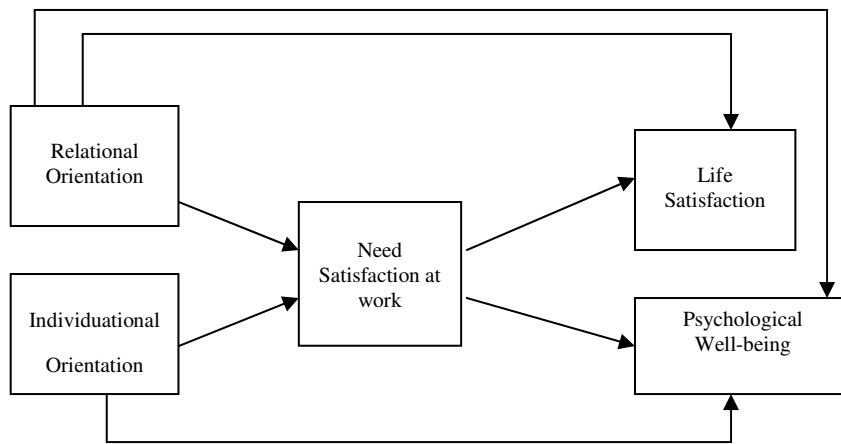 Relational
Orientation
Individuational
Orientation
Need
Satisfaction at
work
Life
Satisfaction
Psychological
Well-being